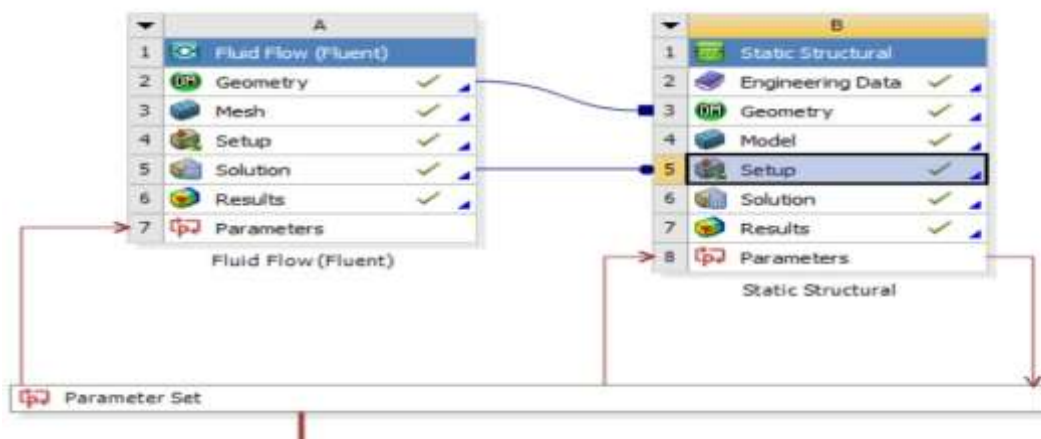 A
1 Fluid Flow (Fluent)
2 Geometry
3 Mesh
4 Setup
5 Solution
6 Results
7 Parameters
Fluid Flow (Fluent)
B
1 Static Structural
2 Engineering Data
3 Geometry
4 Model
5 Setup
6 Solution
7 Results
8 Parameters
Static Structural
Parameter Set